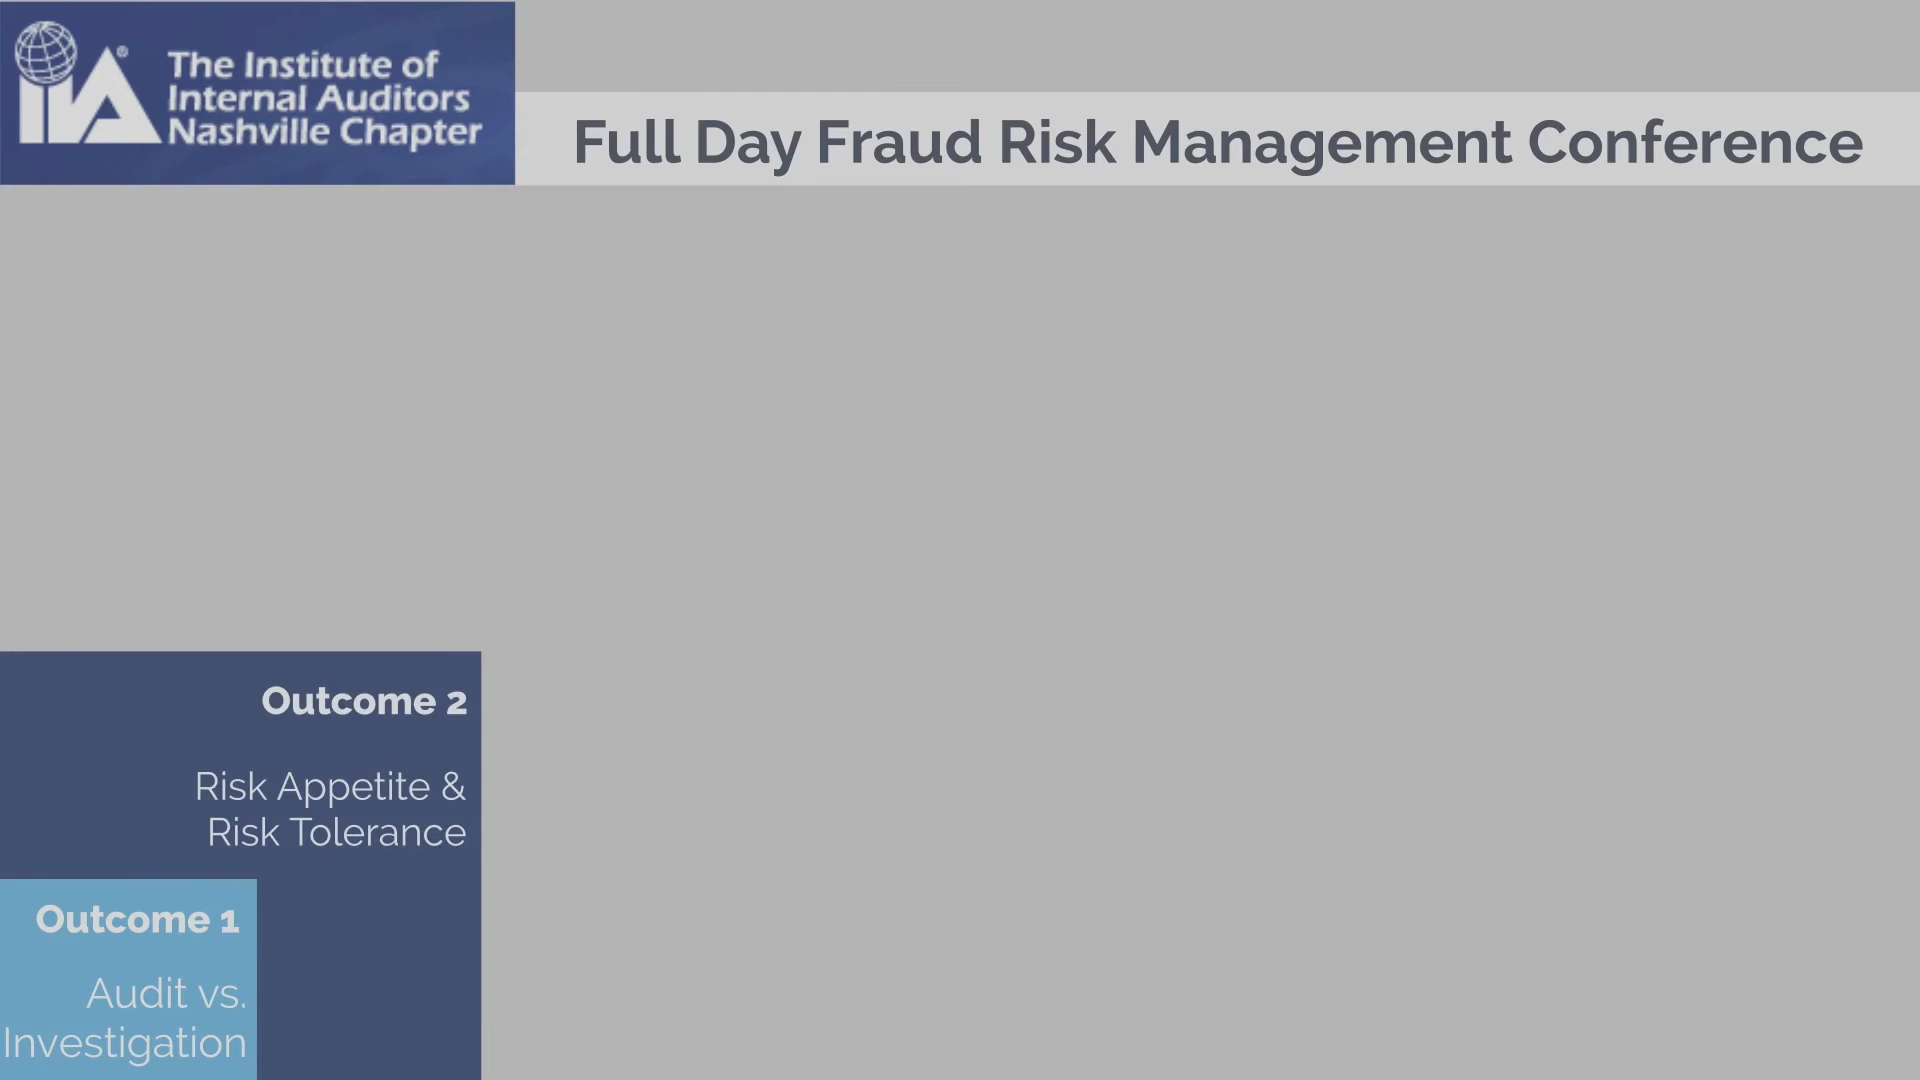 IIA®
The Institute of
Internal Auditors
Nashville Chapter
Full Day Fraud Risk Management Conference
Outcome 2
Risk Appetite &
Risk Tolerance
Outcome 1
Audit vs.
Investigation